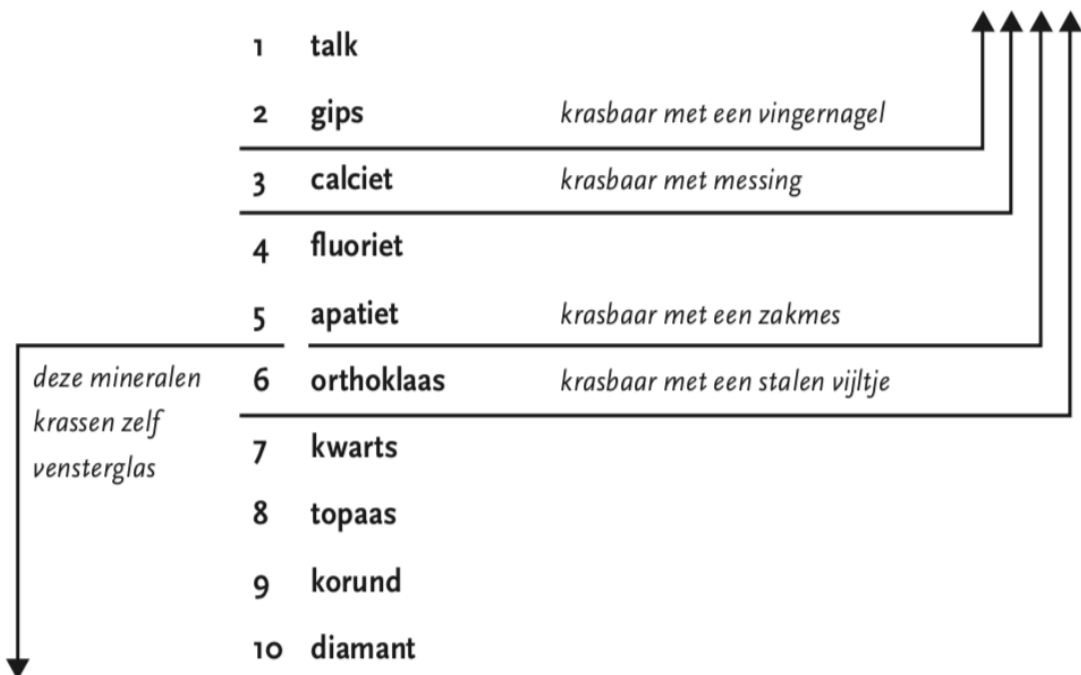 1 talk
2 gips krasbaar met een vingernagel
3 calciet krasbaar met messing
4 fluoriet
5 apatiet krasbaar met een zakmes
6 orthoklaas krasbaar met een stalen vijltje
7 kwarts
8 topaas
9 korund
10 diamant
deze mineralen
krassen zelf
vensterglas